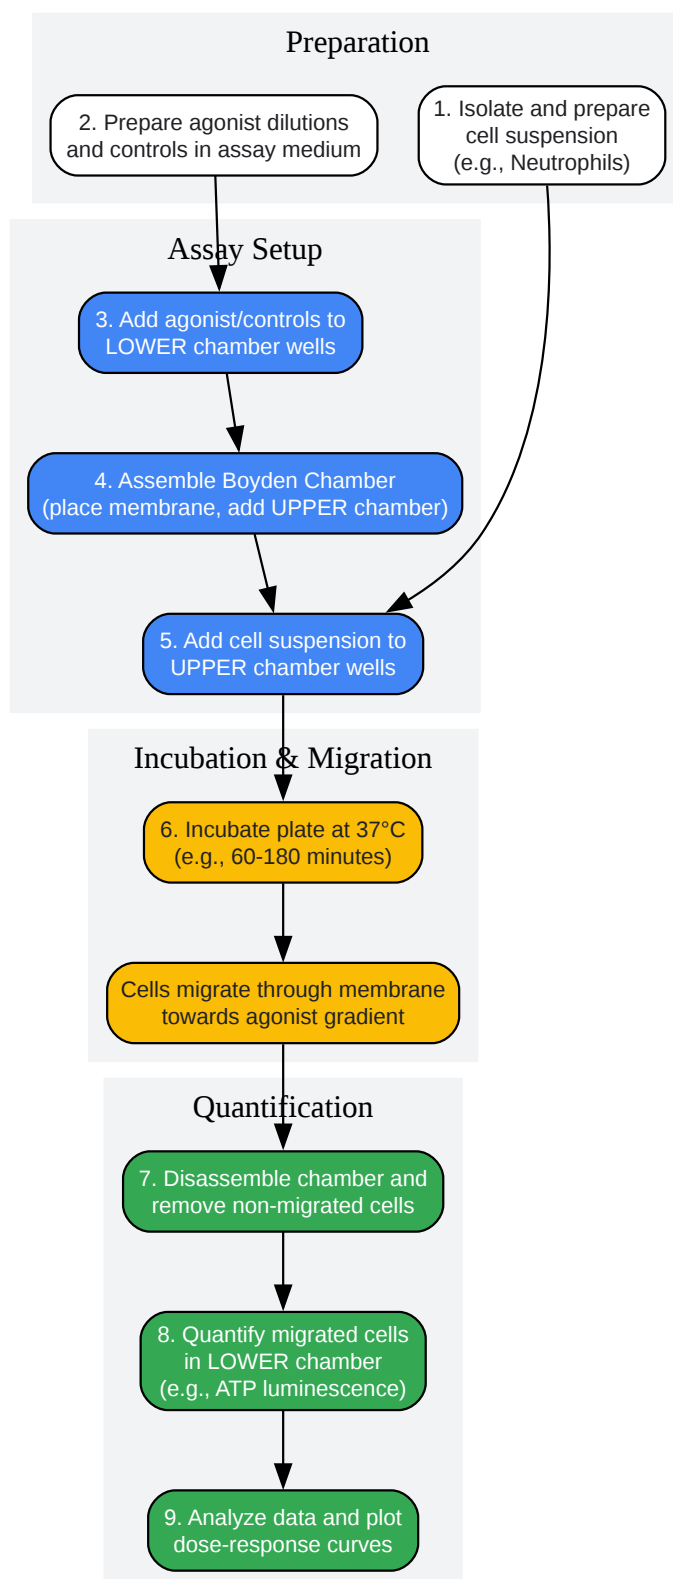 Preparation
2. Prepare agonist dilutions
and controls in assay medium
1. Isolate and prepare
cell suspension
(e.g., Neutrophils)
Assay Setup
3. Add agonist/controls to
LOWER chamber wells
4. Assemble Boyden Chamber
(place membrane, add UPPER chamber)
5. Add cell suspension to
UPPER chamber wells
Incubation & Migration
6. Incubate plate at 37°C
(e.g., 60-180 minutes)
Cells migrate through membrane
towards agonist gradient
Quantification
7. Disassemble chamber and
remove non-migrated cells
8. Quantify migrated cells
in LOWER chamber
(e.g., ATP luminescence)
9. Analyze data and plot
dose-response curves